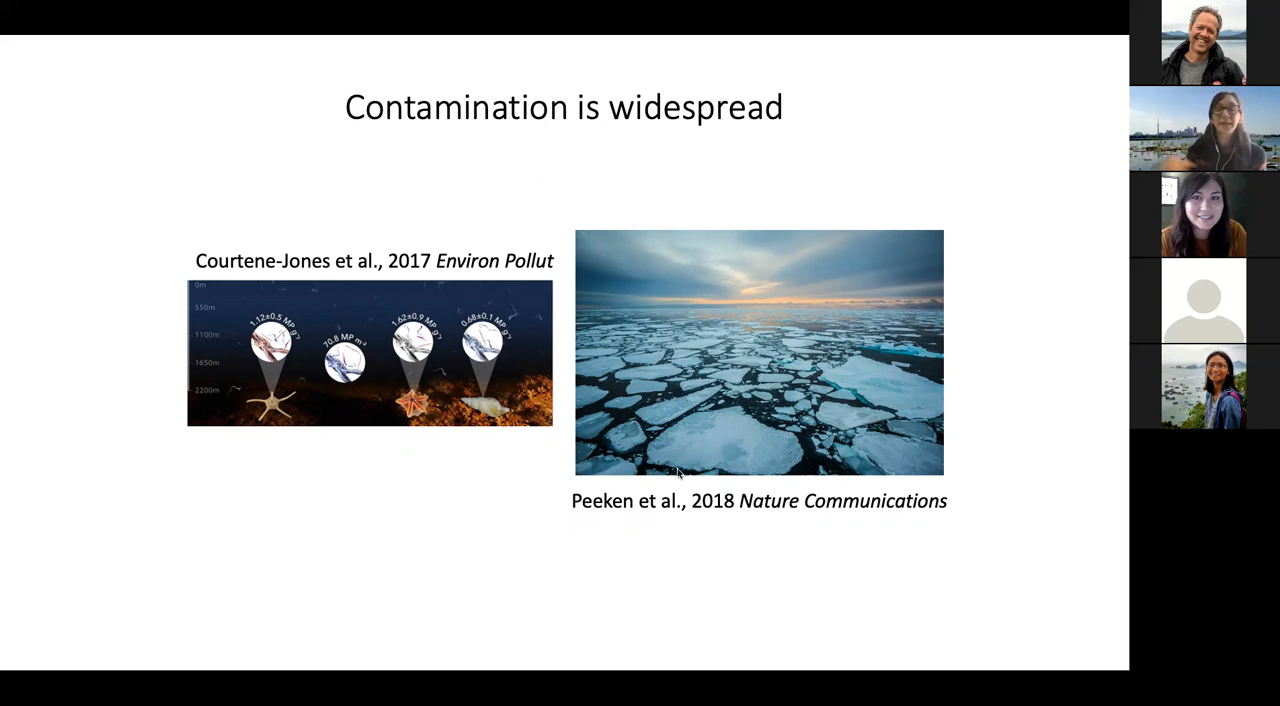 Contamination is widespread
Courtene-Jones et al., 2017 Environ Pollut
0m
550m
1100m
1650m
2200m
1.12±0.5 MP g⁻¹
70.8 MP m⁻³
1.62±0.9 MP g⁻¹
0.68±0.1 MP g⁻¹
Peeken et al., 2018 Nature Communications